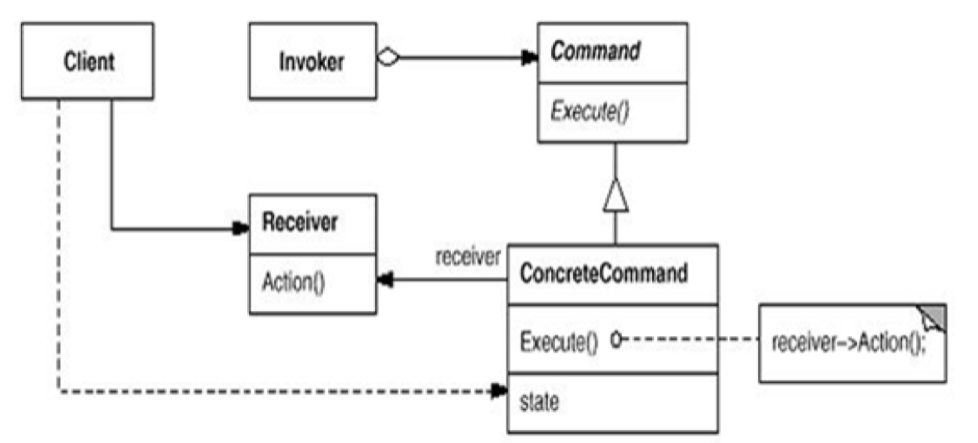 Client
Invoker
Command
Execute()
Receiver
Action()
receiver
ConcreteCommand
Execute()
receiver->Action();
state